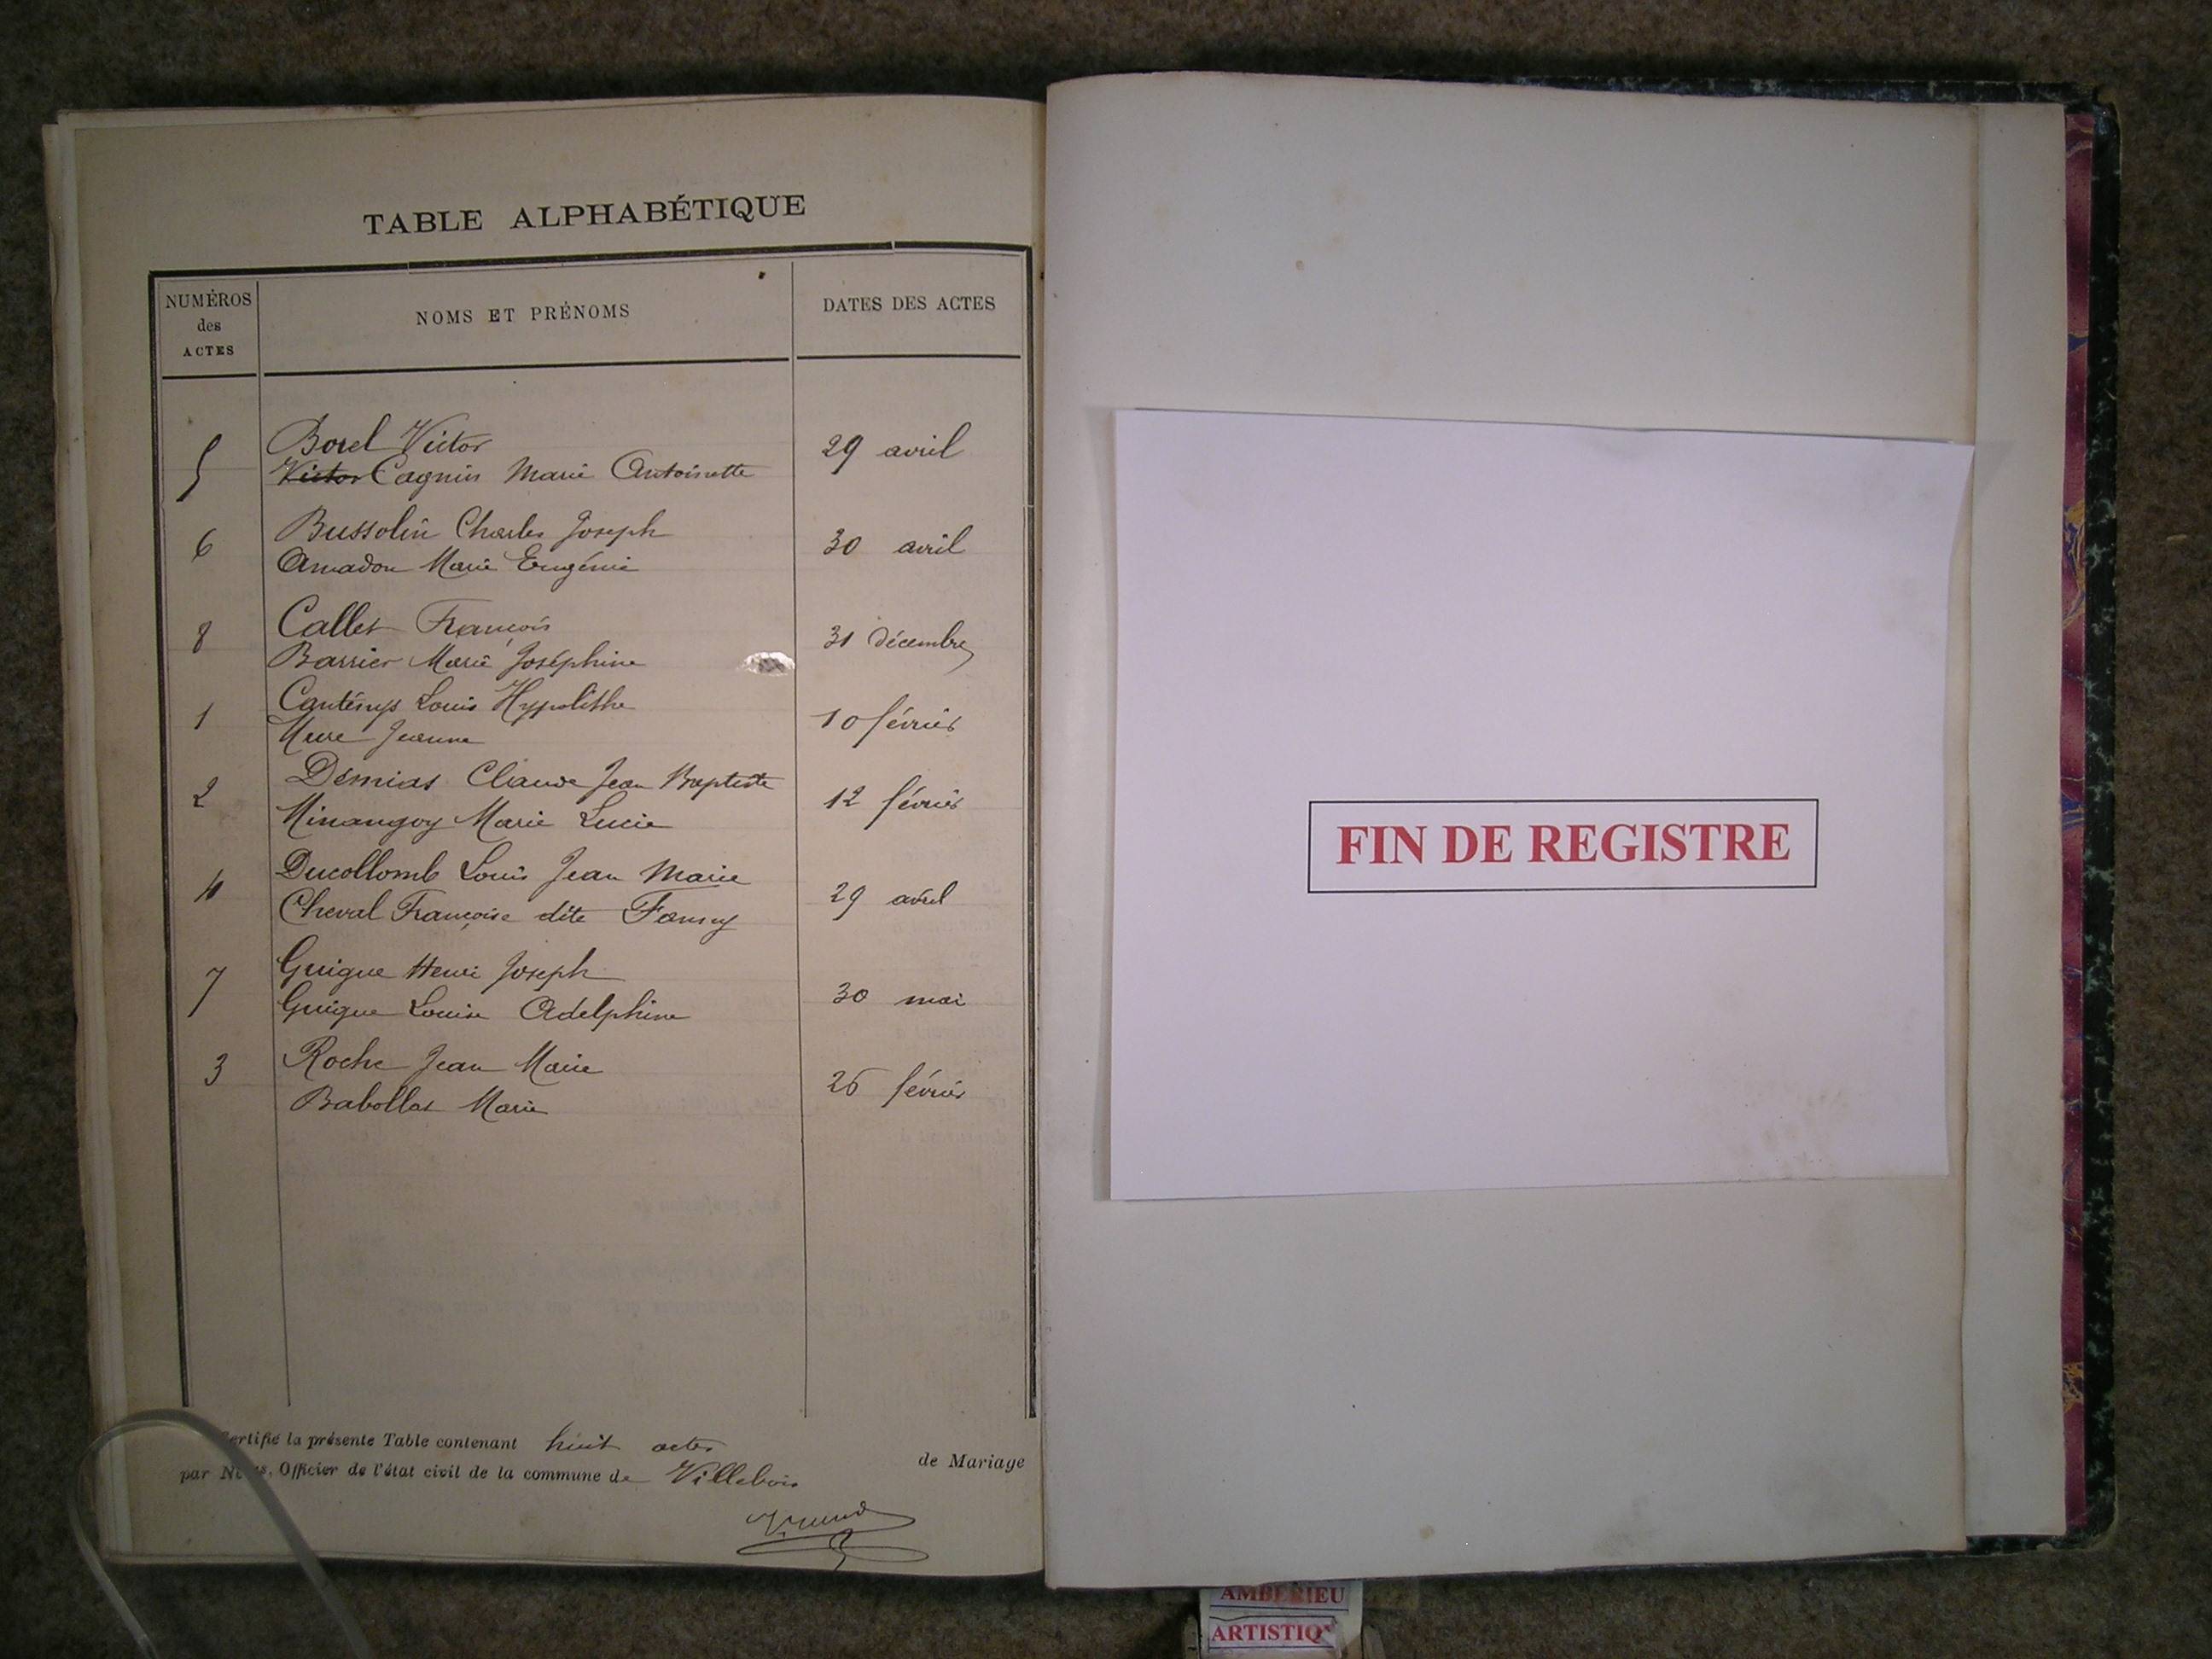 TABLE ALPHABÉTIQUE
NUMÉROS
des
ACTES
NOMS ET PRÉNOMS
DATES DES ACTES
5
Borel Victor
Victor Cagnin Marie Antoinette
29 avril
6
Bussolin Charles Joseph
Amadon Marie Eugénie
30 avril
8
Callet François
Barrier Marie Joséphine
31 décembre
1
Louis Hypolithe
Jeanne
10 février
2
Démias Claude Jean Baptiste
Minangoy Marie Lucie
12 février
4
Ducollomb Louis Jean Marie
Cheval Françoise dite Fanny
29 avril
7
Guigue Henri Joseph
Guigue Louise Adelphine
30 mai
3
Roche Jean Marie
Babollat Marie
26 février
Certifié la présente Table contenant huit actes de Mariage
par Nous, Officier de l'état civil de la commune de Villebois
FIN DE REGISTRE
AMBERIEU
ARTISTIQ